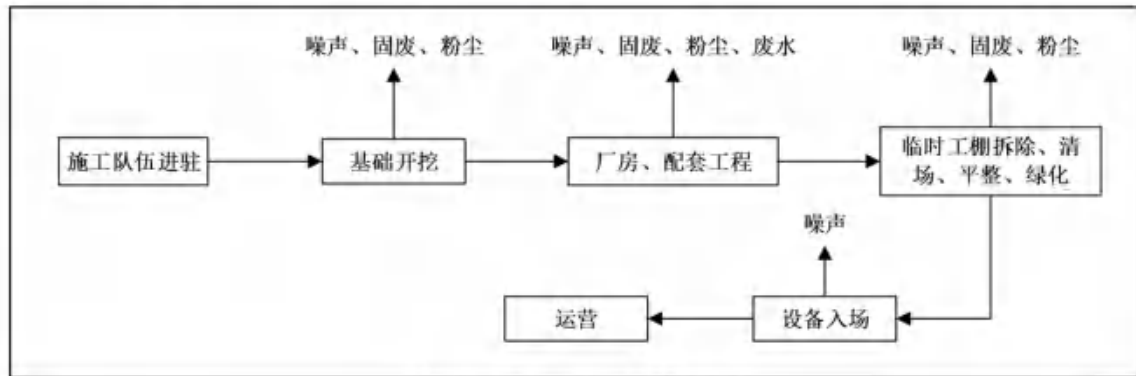 噪声、固废、粉尘
噪声、固废、粉尘、废水
噪声、固废、粉尘
施工队伍进驻
基础开挖
厂房、配套工程
临时工棚拆除、清
场、平整、绿化
噪声
运营
设备入场